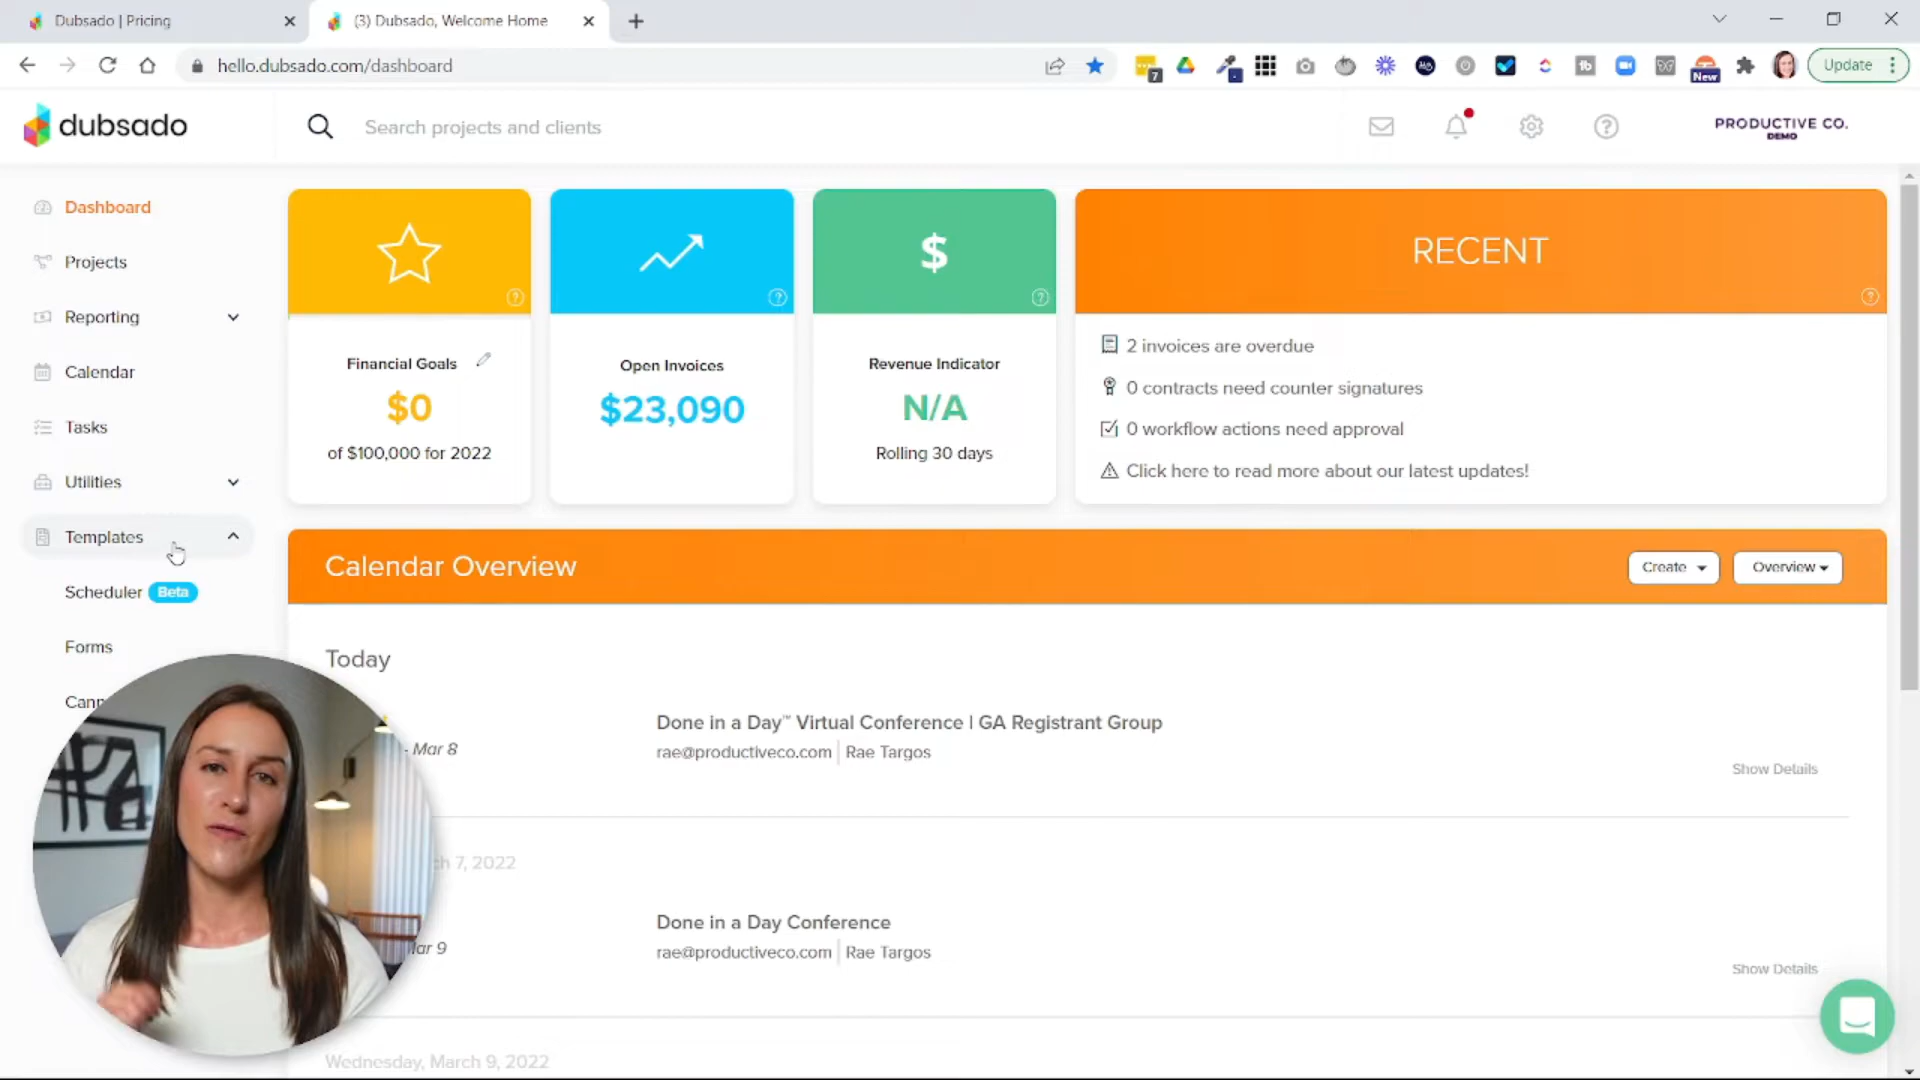 Dubsado | Pricing
(3) Dubsado, Welcome Home
hello.dubsado.com/dashboard
7
New
Update
dubsado
Search projects and clients
PRODUCTIVE CO.
DEMO
Dashboard
Projects
Reporting
Calendar
Tasks
Utilities
Templates
Scheduler Beta
Forms
Financial Goals
$0
of $100,000 for 2022
Open Invoices
$23,090
$
Revenue Indicator
N/A
Rolling 30 days
RECENT
2 invoices are overdue
0 contracts need counter signatures
0 workflow actions need approval
Click here to read more about our latest updates!
Calendar Overview
Create
Overview
Today
- Mar 8
Done in a Day™ Virtual Conference | GA Registrant Group
rae@productiveco.com | Rae Targos
Show Details
7, 2022
9
Done in a Day Conference
rae@productiveco.com | Rae Targos
Show Details
Wednesday, March 9, 2022